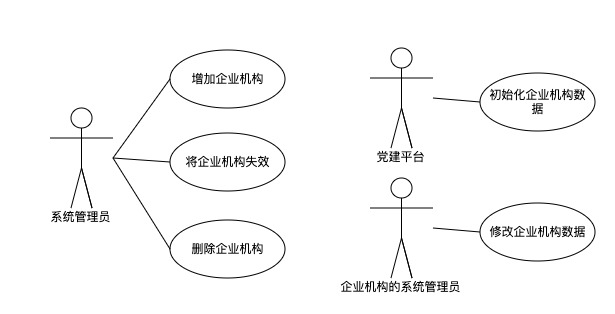 增加企业机构
将企业机构失效
删除企业机构
系统管理员
初始化企业机构数
据
党建平台
修改企业机构数据
企业机构的系统管理员